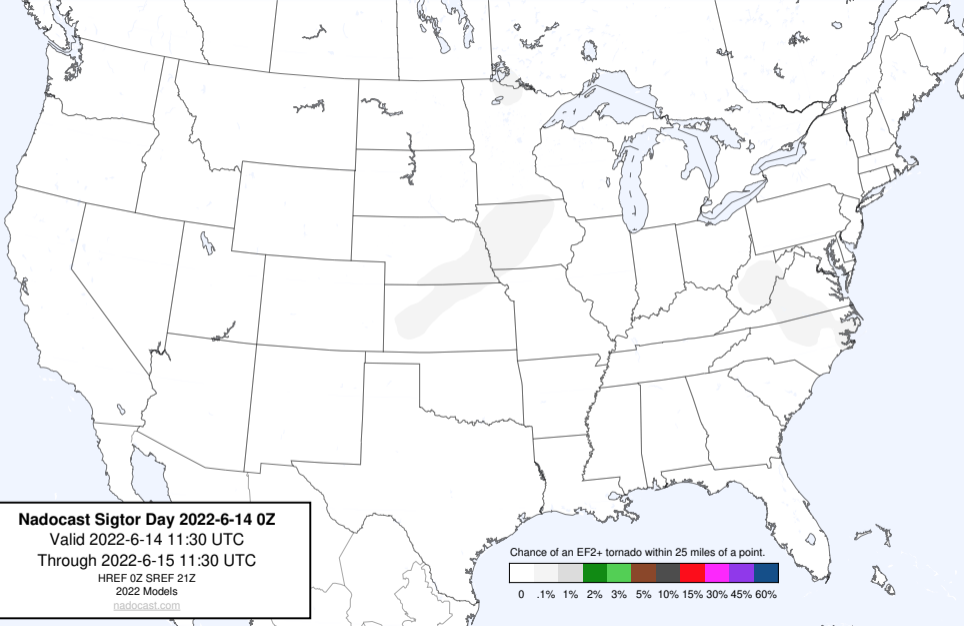 Nadocast Sigtor Day 2022-6-14 0Z
Valid 2022-6-14 11:30 UTC
Through 2022-6-15 11:30 UTC
HREF 0Z SREF 21Z
2022 Models
nadocast.com
Chance of an EF2+ tornado within 25 miles of a point.
0 .1% 1% 2% 3% 5% 10% 15% 30% 45% 60%